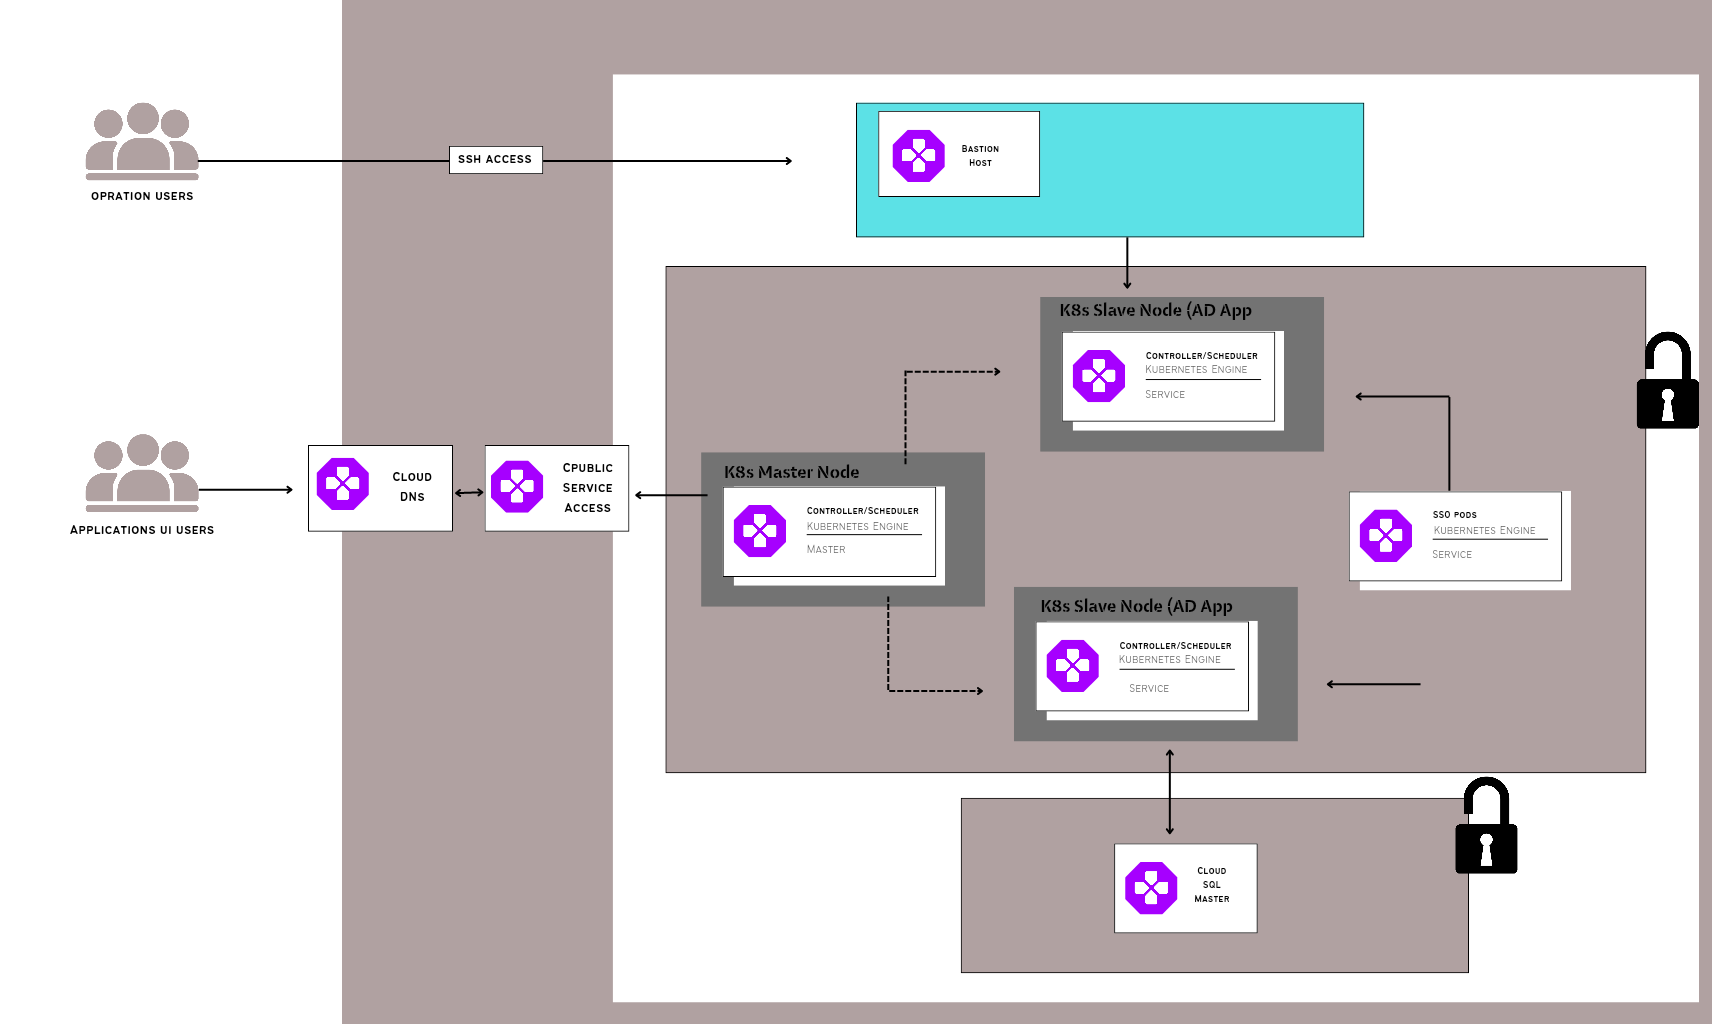 SSH ACCESS
OPRATION USERS
BASTION
HOST
K8s Slave Node (AD App
CONTROLLER/SCHEDULER
KUBERNETES ENGINE
SERVICE
APPLICATIONS UI USERS
CLOUD
DNS
CPUBLIC
SERVICE
ACCESS
K8s Master Node
CONTROLLER/SCHEDULER
KUBERNETES ENGINE
MASTER
SSO PODS
KUBERNETES ENGINE
SERVICE
K8s Slave Node (AD App
CONTROLLER/SCHEDULER
KUBERNETES ENGINE
SERVICE
CLOUD
SQL
MASTER